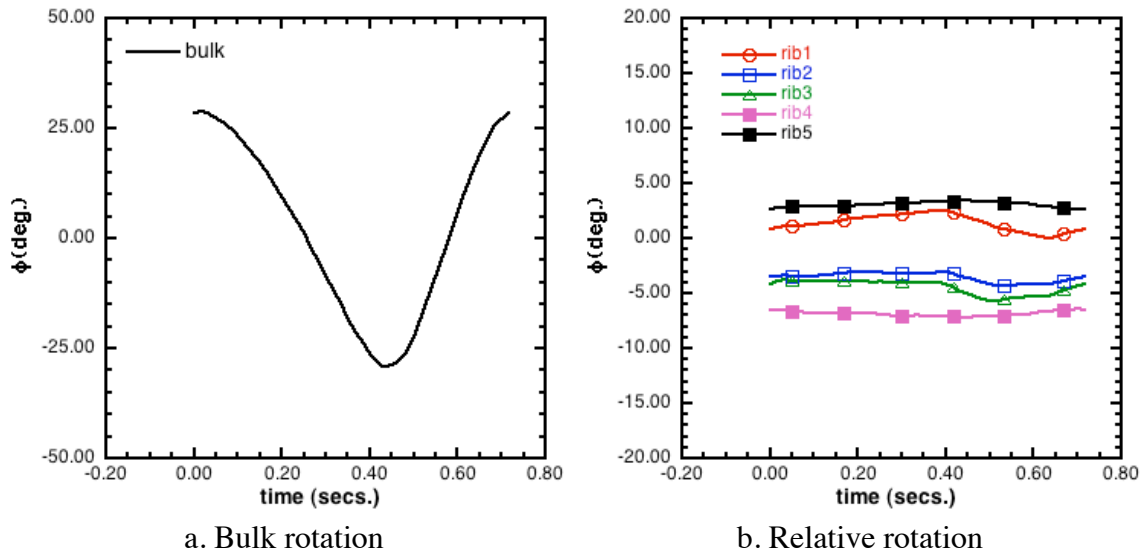 50.00
25.00
0.00
-25.00
-50.00
ϕ(deg.)
bulk
-0.20 0.00 0.20 0.40 0.60 0.80
time (secs.)
a. Bulk rotation
20.00
15.00
10.00
5.00
0.00
-5.00
-10.00
-15.00
-20.00
ϕ(deg.)
rib1
rib2
rib3
rib4
rib5
-0.20 0.00 0.20 0.40 0.60 0.80
time (secs.)
b. Relative rotation